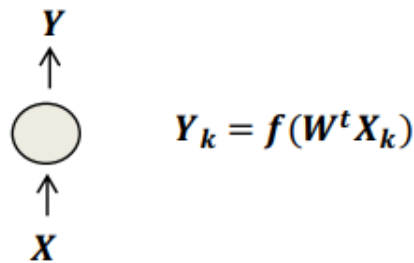 Y
Y_k = f(W^t X_k)
X